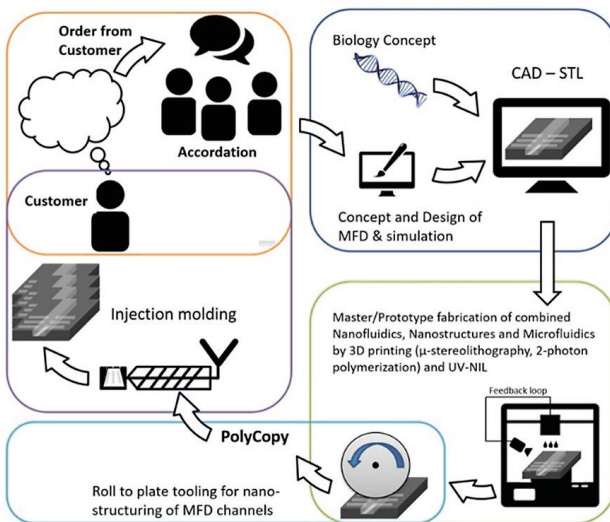 Order from
Customer
Accordation
Customer
Biology Concept
CAD – STL
Concept and Design of
MFD & simulation
Master/Prototype fabrication of combined
Nanofluidics, Nanostructures and Microfluidics
by 3D printing (μ-stereolithography, 2-photon
polymerization) and UV-NIL
Feedback loop
Injection molding
PolyCopy
Roll to plate tooling for nano-
structuring of MFD channels